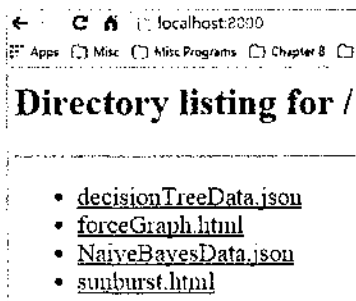 localhost:8000
Apps Misc Misc Programs Chapter 8
Directory listing for /
decisionTreeData.json
forceGraph.html
NaiveBayesData.json
sunburst.html